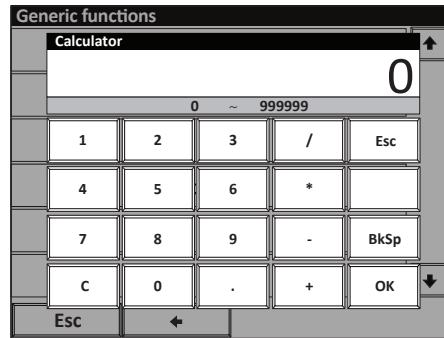 Generic functions
Calculator
0
0 ~ 999999
1 2 3 / Esc
4 5 6 *
7 8 9 - BkSp
C 0 . + OK
Esc